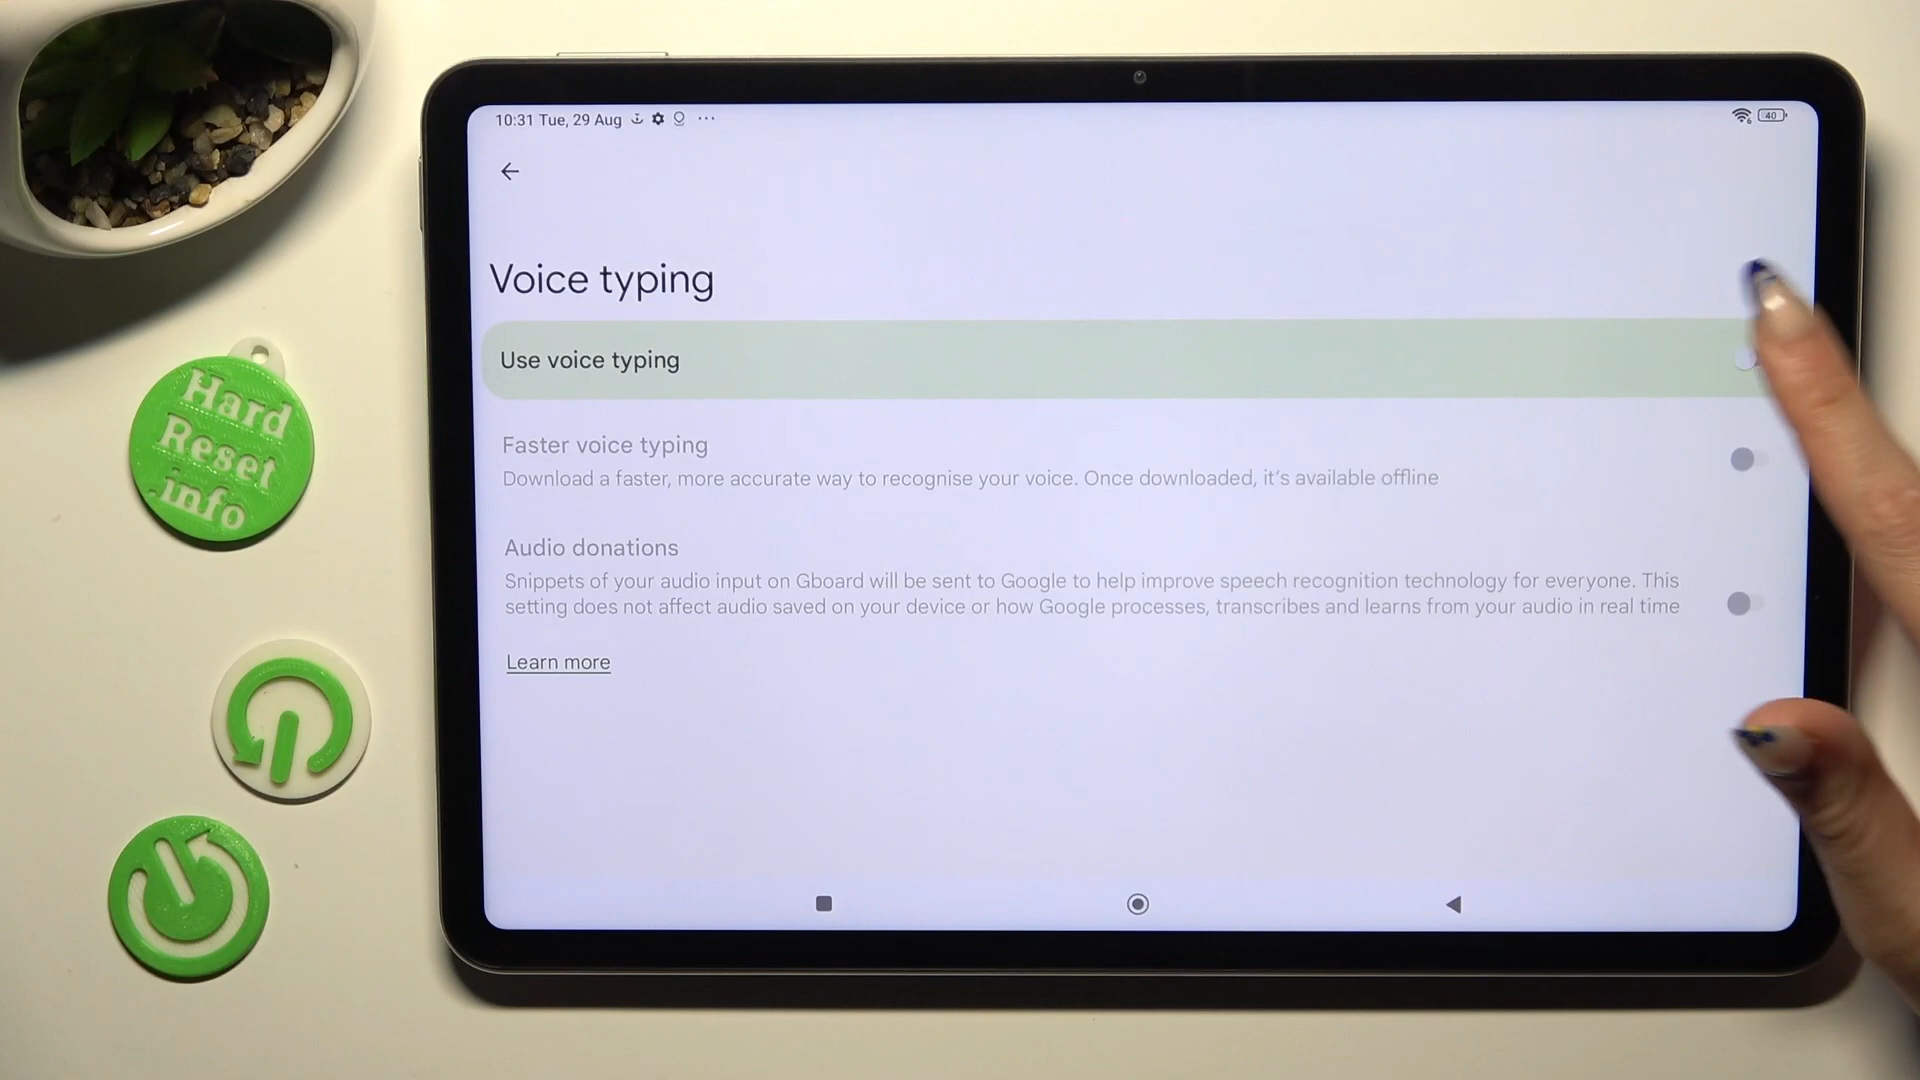 10:31 Tue, 29 Aug
40
Voice typing
Use voice typing
Faster voice typing
Download a faster, more accurate way to recognise your voice. Once downloaded, it's available offline
Audio donations
Snippets of your audio input on Gboard will be sent to Google to help improve speech recognition technology for everyone. This
setting does not affect audio saved on your device or how Google processes, transcribes and learns from your audio in real time
Learn more
Hard
Reset
.info